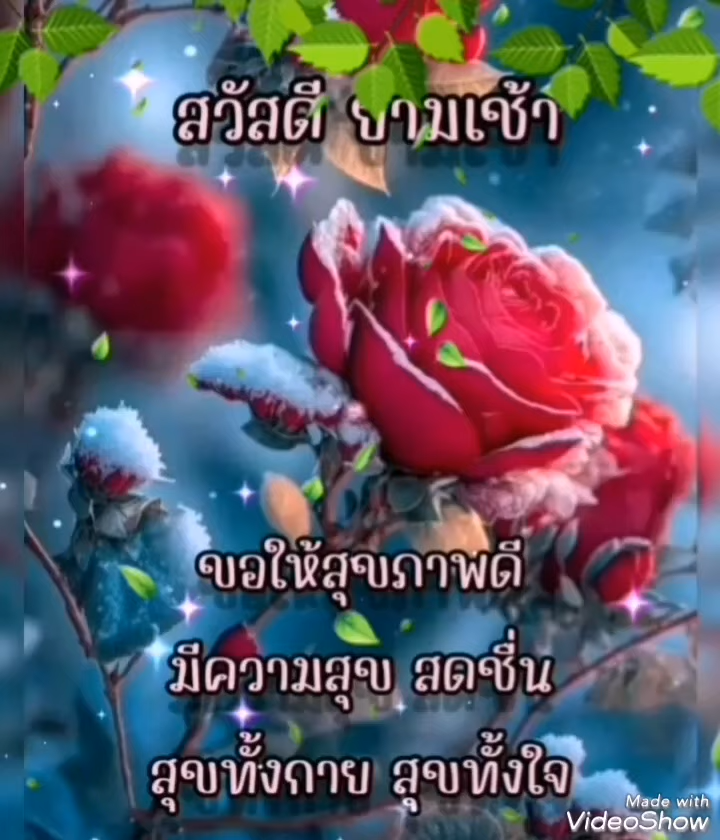 สวัสดี ยามเช้า
ขอให้สุขภาพดี
มีความสุข สดชื่น
สุขทั้งกาย สุขทั้งใจ
Made with
VideoShow